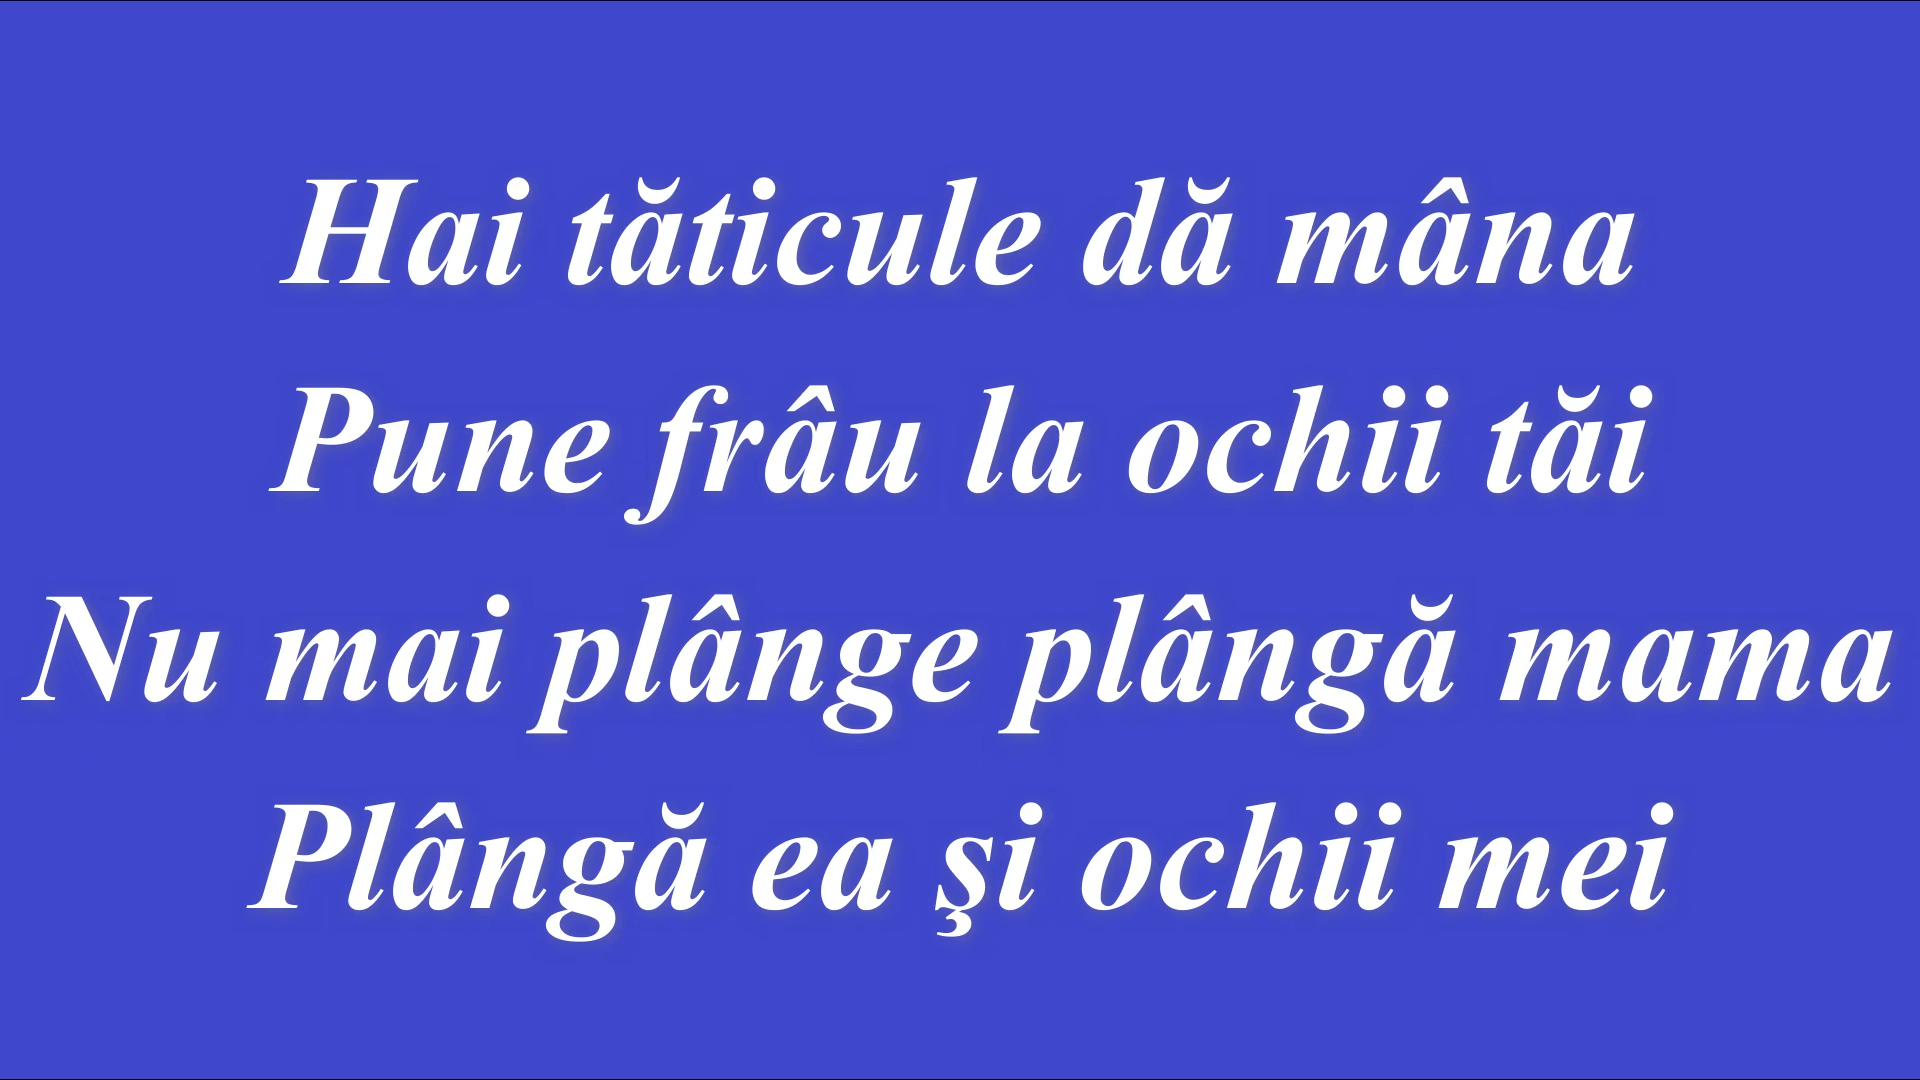 Hai tăticule dă mâna
Pune frâu la ochii tăi
Nu mai plânge plângă mama
Plângă ea şi ochii mei